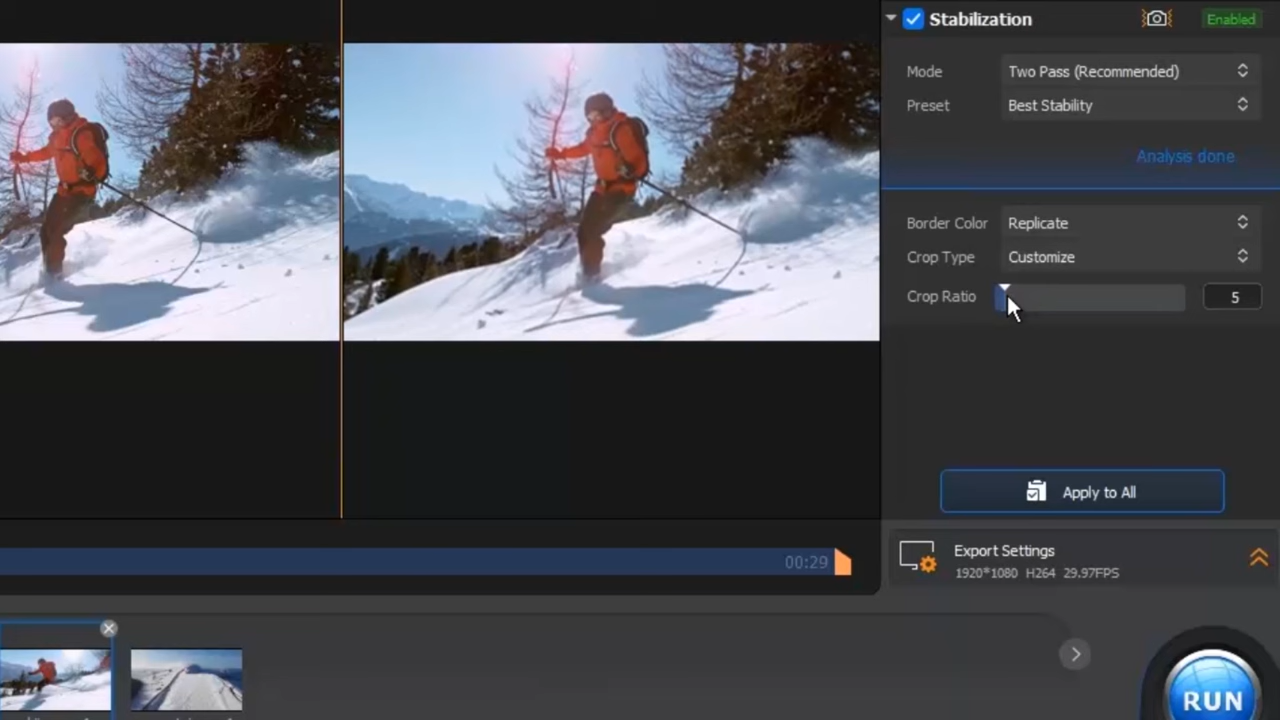 Stabilization
Enabled
Mode
Two Pass (Recommended)
Preset
Best Stability
Analysis done
Border Color
Replicate
Crop Type
Customize
Crop Ratio
5
Apply to All
00:29
Export Settings
1920*1080 H264 29.97FPS
RUN